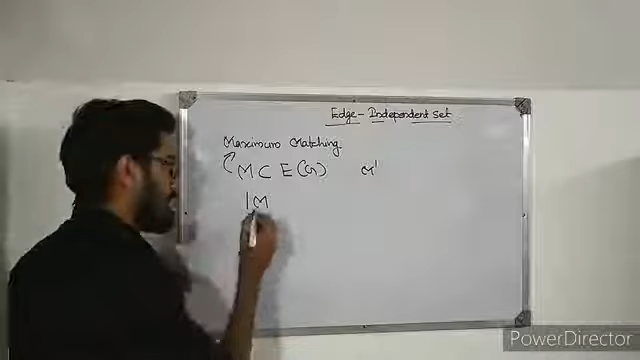 Edge-Independent set
Maximum Matching
M ⊂ E(G) M'
|M
PowerDirector